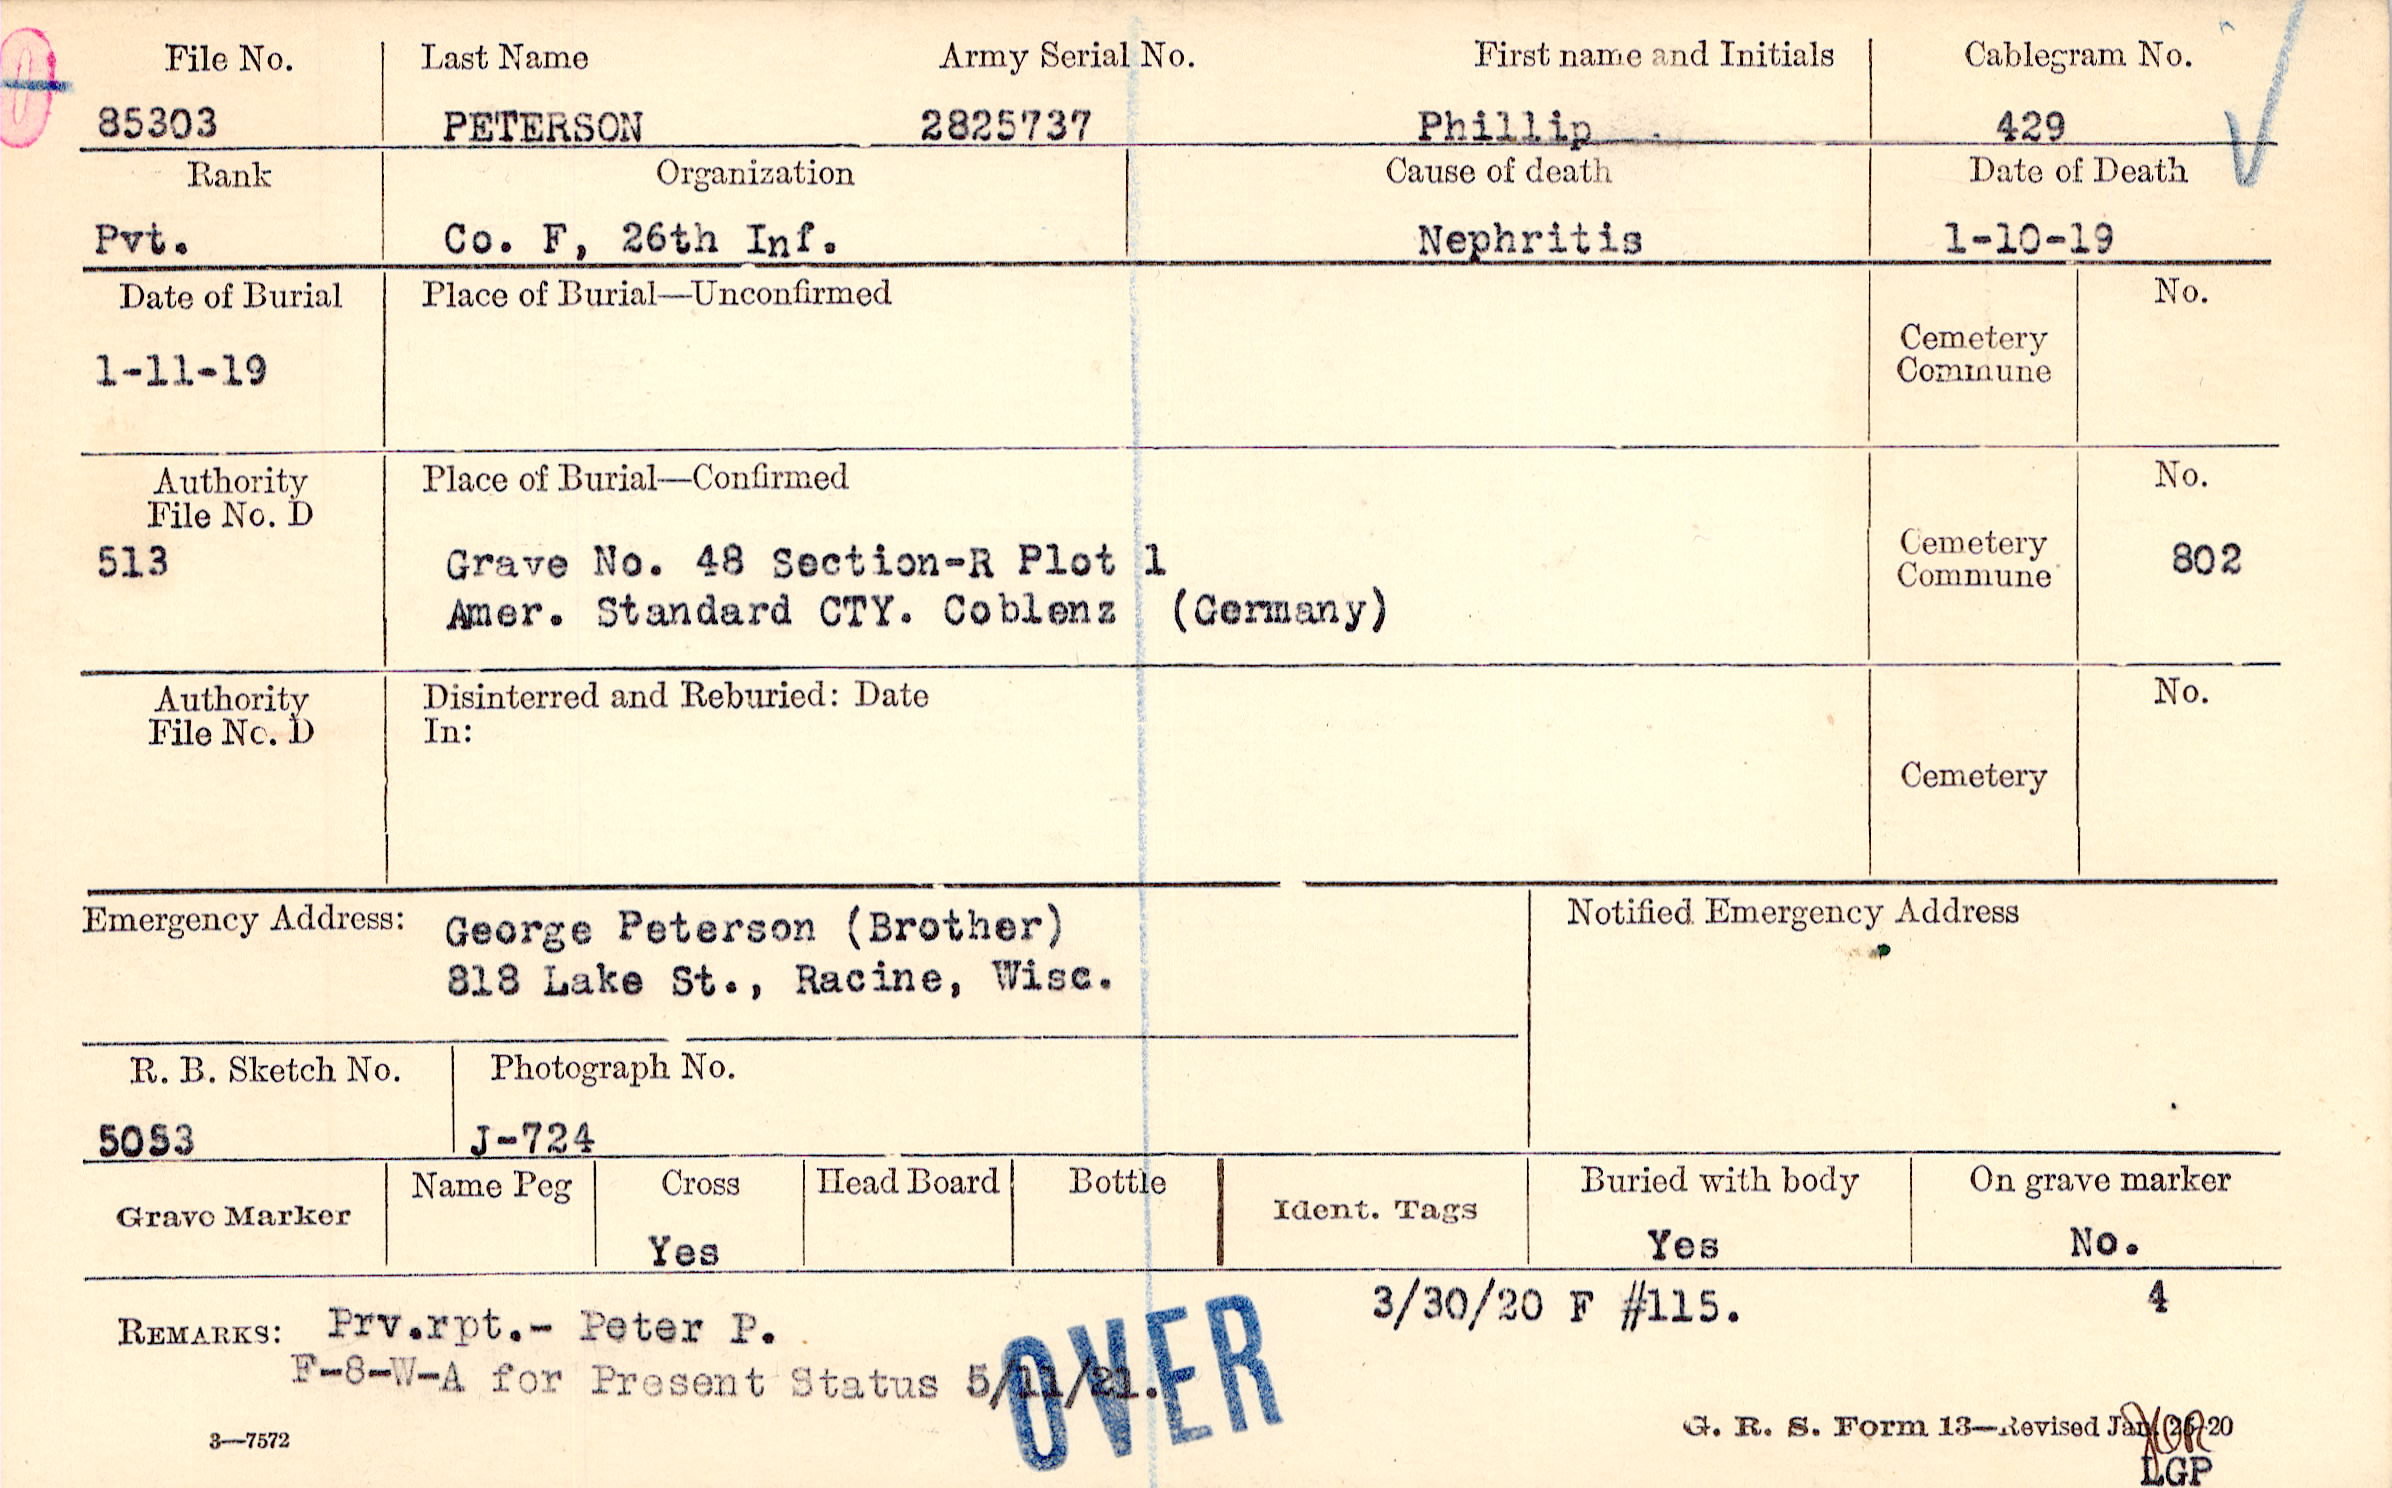 File No. Last Name Army Serial No. First name and Initials Cablegram No.
85303 PETERSON 2825737 Phillip 429
Rank Organization Cause of death Date of Death
Pvt. Co. F, 26th Inf. Nephritis 1-10-19
Date of Burial Place of Burial—Unconfirmed No.
Cemetery
Commune
1-11-19
Authority Place of Burial—Confirmed No.
File No. D
513 Grave No. 48 Section-R Plot 1 Cemetery
Commune 802
Amer. Standard CTY. Coblenz (Germany)
Authority Disinterred and Reburied: Date No.
File No. D In:
Cemetery
Emergency Address: George Peterson (Brother) Notified Emergency Address
818 Lake St., Racine, Wisc.
R. B. Sketch No. Photograph No.
5053 J-724
Grave Marker Name Peg Cross Head Board Bottle Ident. Tags Buried with body On grave marker
Yes Yes No.
3/30/20 F #115. 4
REMARKS: Prv.rpt.- Peter P.
F-8-W-A for Present Status 5/11/21.
OVER
3—7572 G. R. S. Form 13—Revised Jan. 26-20
LGP